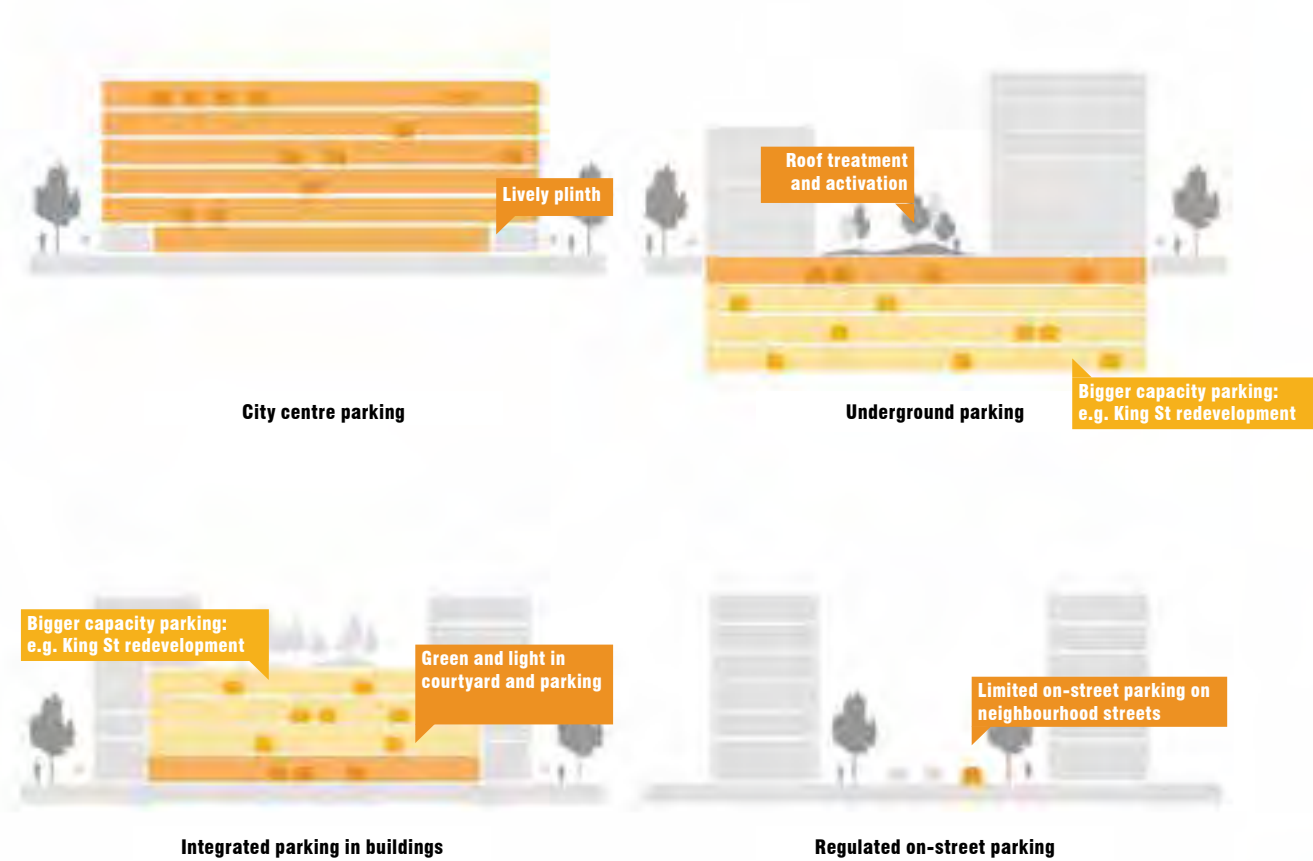 Lively plinth
City centre parking
Roof treatment
and activation
Bigger capacity parking:
e.g. King St redevelopment
Underground parking
Bigger capacity parking:
e.g. King St redevelopment
Green and light in
courtyard and parking
Integrated parking in buildings
Limited on-street parking on
neighbourhood streets
Regulated on-street parking